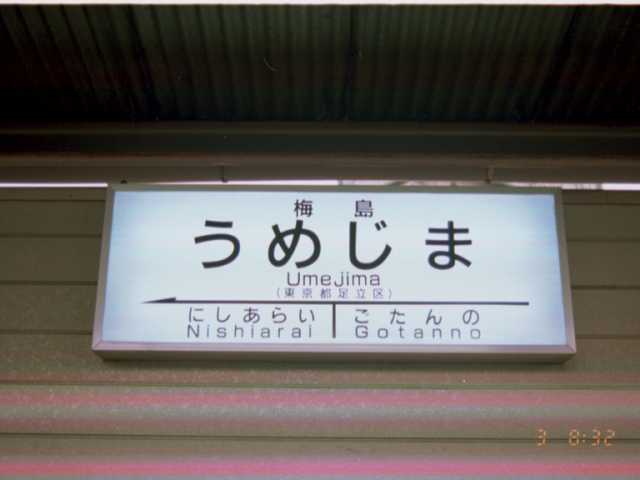 梅島
うめじま
Umejima
(東京都足立区)
にしあらい ごたんの
Nishiarai Gotanno
3 8:32